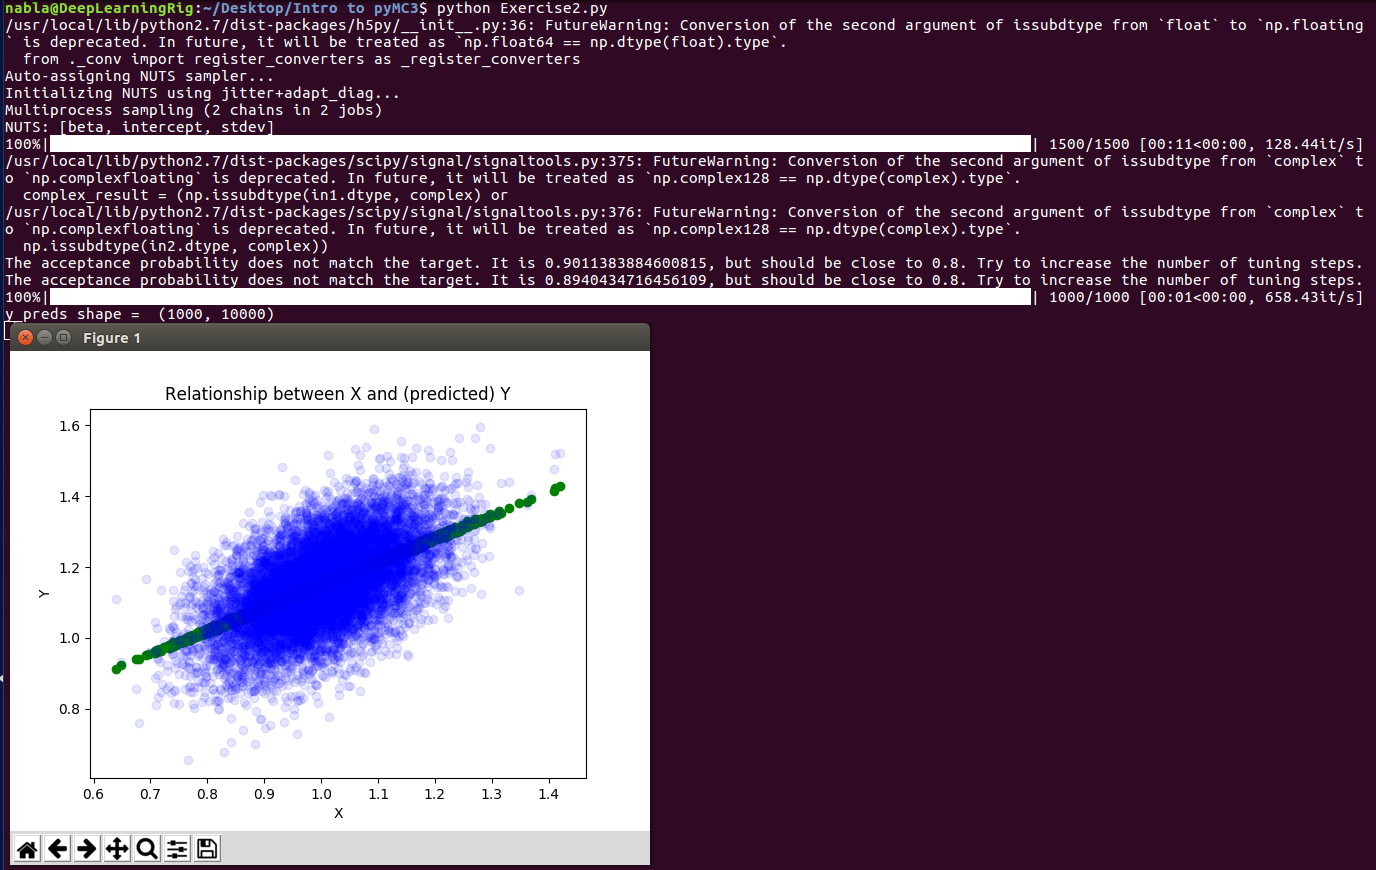 nabla@DeepLearningRig:~/Desktop/Intro to pyMC3$ python Exercise2.py
/usr/local/lib/python2.7/dist-packages/h5py/__init__.py:36: FutureWarning: Conversion of the second argument of issubdtype from `float` to `np.floating
` is deprecated. In future, it will be treated as `np.float64 == np.dtype(float).type`.
  from ._conv import register_converters as _register_converters
Auto-assigning NUTS sampler...
Initializing NUTS using jitter+adapt_diag...
Multiprocess sampling (2 chains in 2 jobs)
NUTS: [beta, intercept, stdev]
100%| | 1500/1500 [00:11<00:00, 128.44it/s]
/usr/local/lib/python2.7/dist-packages/scipy/signal/signaltools.py:375: FutureWarning: Conversion of the second argument of issubdtype from `complex` t
o `np.complexfloating` is deprecated. In future, it will be treated as `np.complex128 == np.dtype(complex).type`.
  complex_result = (np.issubdtype(in1.dtype, complex) or
/usr/local/lib/python2.7/dist-packages/scipy/signal/signaltools.py:376: FutureWarning: Conversion of the second argument of issubdtype from `complex` t
o `np.complexfloating` is deprecated. In future, it will be treated as `np.complex128 == np.dtype(complex).type`.
  np.issubdtype(in2.dtype, complex))
The acceptance probability does not match the target. It is 0.9011383884600815, but should be close to 0.8. Try to increase the number of tuning steps.
The acceptance probability does not match the target. It is 0.8940434716456109, but should be close to 0.8. Try to increase the number of tuning steps.
100%| | 1000/1000 [00:01<00:00, 658.43it/s]
y_preds shape =  (1000, 10000)
Figure 1
Relationship between X and (predicted) Y
1.6
1.4
1.2
1.0
0.8
Y
0.6 0.7 0.8 0.9 1.0 1.1 1.2 1.3 1.4
X